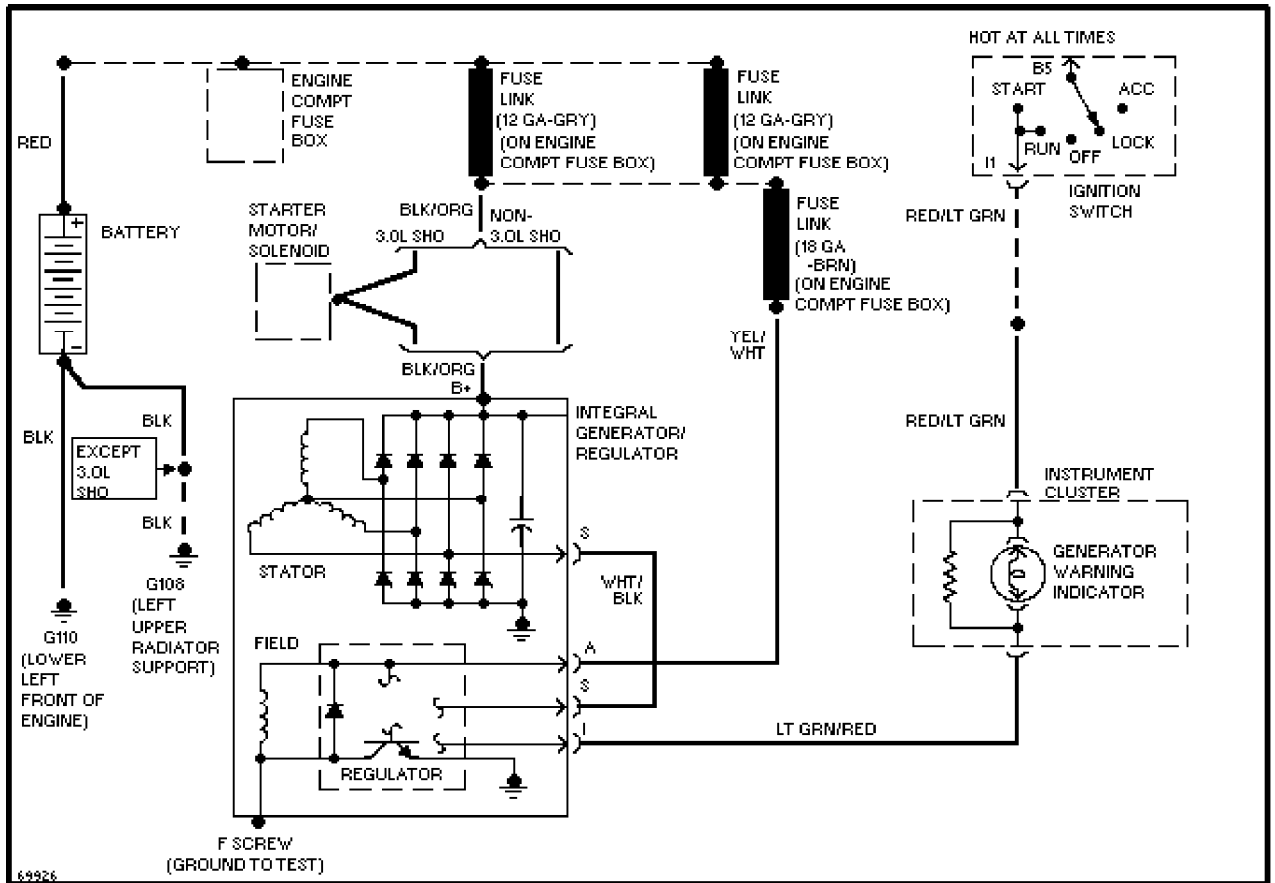 HOT AT ALL TIMES
B5
START
ACC
RUN
OFF
LOCK
I1
IGNITION
SWITCH
ENGINE
COMPT
FUSE
BOX
FUSE
LINK
(12 GA-GRY)
(ON ENGINE
COMPT FUSE BOX)
FUSE
LINK
(12 GA-GRY)
(ON ENGINE
COMPT FUSE BOX)
RED
BATTERY
+
-
STARTER
MOTOR/
SOLENOID
BLK/ORG
NON-
3.0L SHO
3.0L SHO
FUSE
LINK
(18 GA
-BRN)
(ON ENGINE
COMPT FUSE BOX)
RED/LT GRN
YEL/
WHT
BLK/ORG
B+
INTEGRAL
GENERATOR/
REGULATOR
RED/LT GRN
BLK
BLK
EXCEPT
3.0L
SHO
BLK
G108
(LEFT
UPPER
RADIATOR
SUPPORT)
G110
(LOWER
LEFT
FRONT OF
ENGINE)
STATOR
S
WHT/
BLK
INSTRUMENT
CLUSTER
GENERATOR
WARNING
INDICATOR
FIELD
A
S
I
LT GRN/RED
REGULATOR
F SCREW
(GROUND TO TEST)
69926